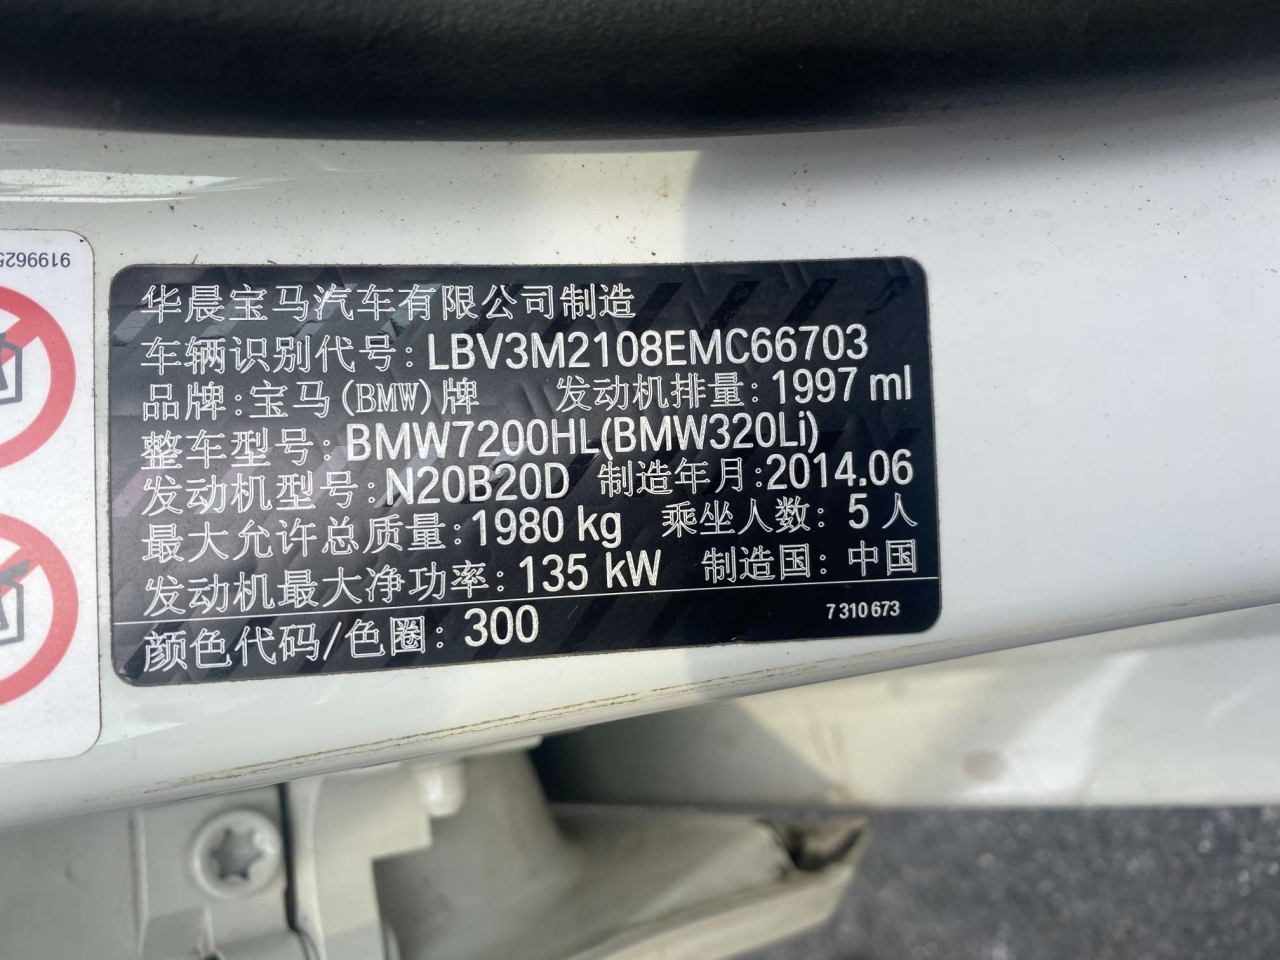 9199625
华晨宝马汽车有限公司制造
车辆识别代号: LBV3M2108EMC66703
品牌:宝马(BMW)牌 发动机排量: 1997 ml
整车型号: BMW7200HL(BMW320Li)
发动机型号: N20B20D 制造年月:2014.06
最大允许总质量:1980 kg 乘坐人数: 5 人
发动机最大净功率: 135 kW 制造国: 中国
颜色代码/色圈: 300 7 310 673